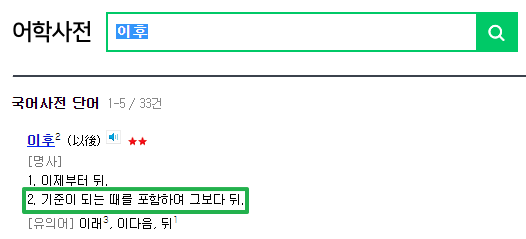 어학사전 이후
국어사전 단어 1-5 / 33건
이후2 (以後) ★★
[명사]
1. 이제부터 뒤.
2. 기준이 되는 때를 포함하여 그보다 뒤.
[유의어] 이래3, 이다음, 뒤1